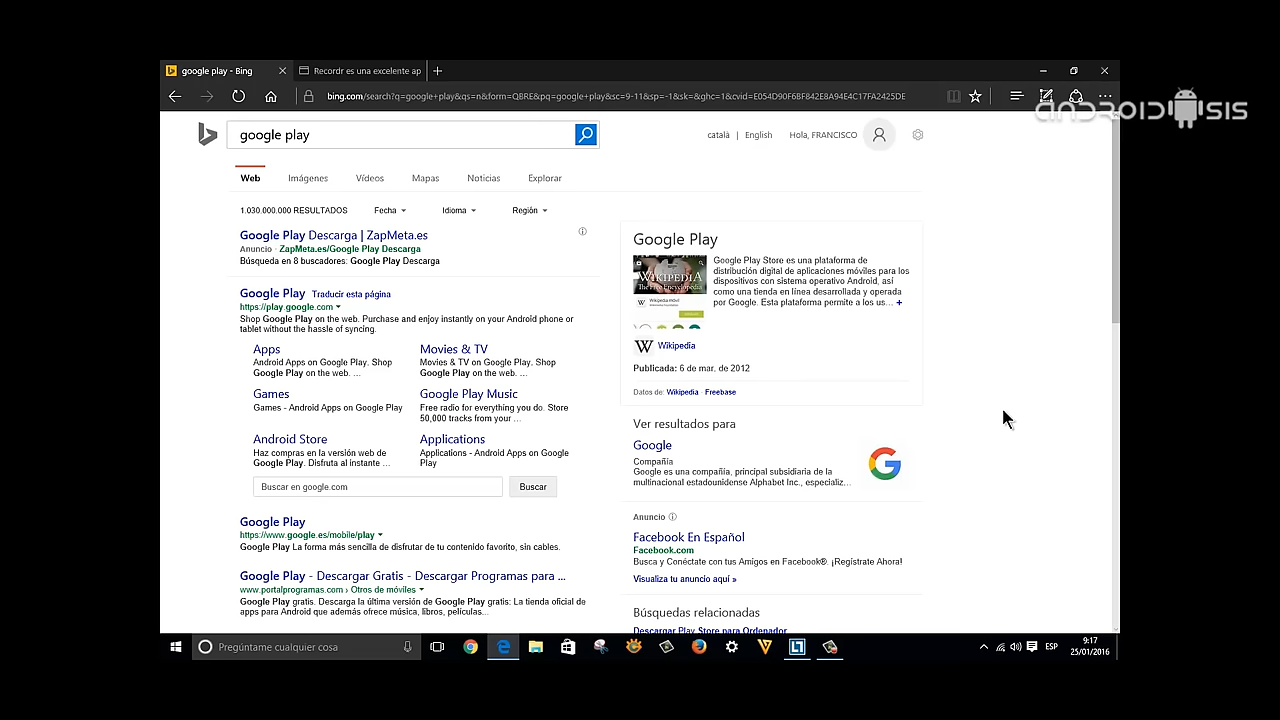 google play - Bing
Recordr es una excelente ap
bing.com/search?q=google+play&qs=n&form=QBRE&pq=google+play&sc=9-11&sp=-1&sk=&ghc=1&cvid=E054D90F6BF842E8A94E4C17FA2425DE
ANDROIDSIS
google play
català | English Hola, FRANCISCO
Web Imágenes Vídeos Mapas Noticias Explorar
1.030.000.000 RESULTADOS Fecha Idioma Región
Google Play Descarga | ZapMeta.es
Anuncio · ZapMeta.es/Google Play Descarga
Búsqueda en 8 buscadores: Google Play Descarga
Google Play Traducir esta página
https://play.google.com
Shop Google Play on the web. Purchase and enjoy instantly on your Android phone or
tablet without the hassle of syncing.
Apps
Android Apps on Google Play. Shop
Google Play on the web. ...
Movies & TV
Movies & TV on Google Play. Shop
Google Play on the web. ...
Games
Games - Android Apps on Google Play
Google Play Music
Free radio for everything you do. Store
50,000 tracks from your ...
Android Store
Haz compras en la versión web de
Google Play. Disfruta al instante ...
Applications
Applications - Android Apps on Google
Play
Buscar en google.com
Buscar
Google Play
https://www.google.es/mobile/play
Google Play La forma más sencilla de disfrutar de tu contenido favorito, sin cables.
Google Play - Descargar Gratis - Descargar Programas para ...
www.portalprogramas.com › Otros de móviles
Google Play gratis. Descarga la última versión de Google Play gratis: La tienda oficial de
apps para Android que además ofrece música, libros, películas...
Google Play
WIKIPEDIA
The Free Encyclopedia
Google Play Store es una plataforma de
distribución digital de aplicaciones móviles para los
dispositivos con sistema operativo Android, así
como una tienda en línea desarrollada y operada
por Google. Esta plataforma permite a los us... +
W Wikipedia
Publicada: 6 de mar. de 2012
Datos de: Wikipedia · Freebase
Ver resultados para
Google
Compañía
Google es una compañía, principal subsidiaria de la
multinacional estadounidense Alphabet Inc., especializ...
Anuncio
Facebook En Español
Facebook.com
Busca y Conéctate con tus Amigos en Facebook®. ¡Regístrate Ahora!
Visualiza tu anuncio aquí »
Búsquedas relacionadas
Descargar Play Store para Ordenador
Pregúntame cualquier cosa
ESP
9:17
25/01/2016